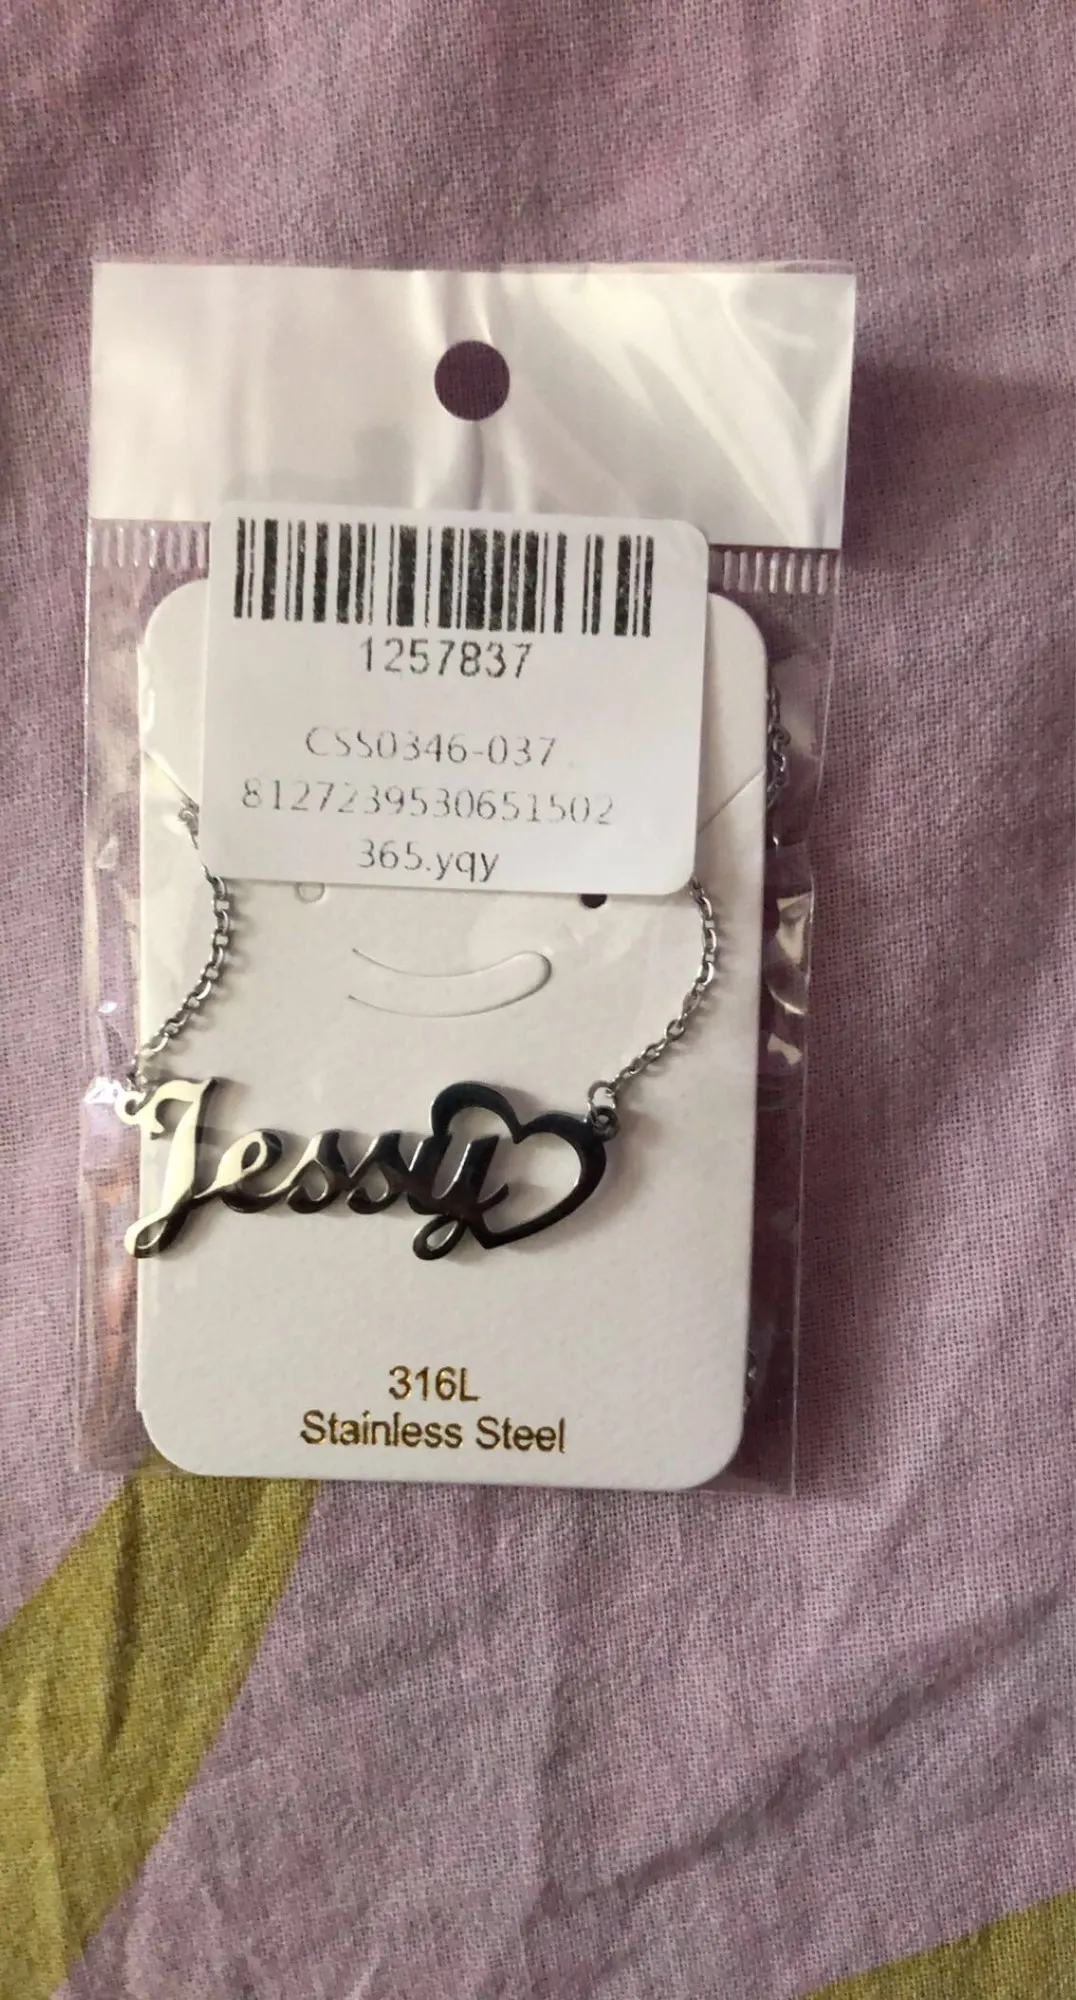 1257837
CSS0346-037
8127239530651502
365.yqy
Jessy
316L
Stainless Steel